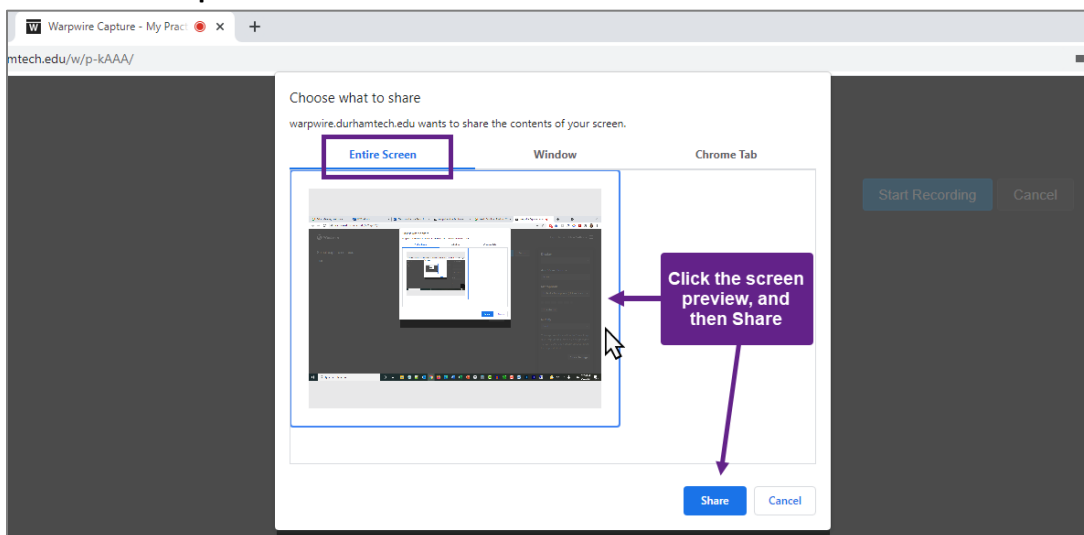 Warpwire Capture - My Prac
mtech.edu/w/p-kAAA/
Choose what to share
warpwire.durhamtech.edu wants to share the contents of your screen.
Entire Screen
Window
Chrome Tab
Start Recording
Cancel
Click the screen
preview, and
then Share
Share
Cancel